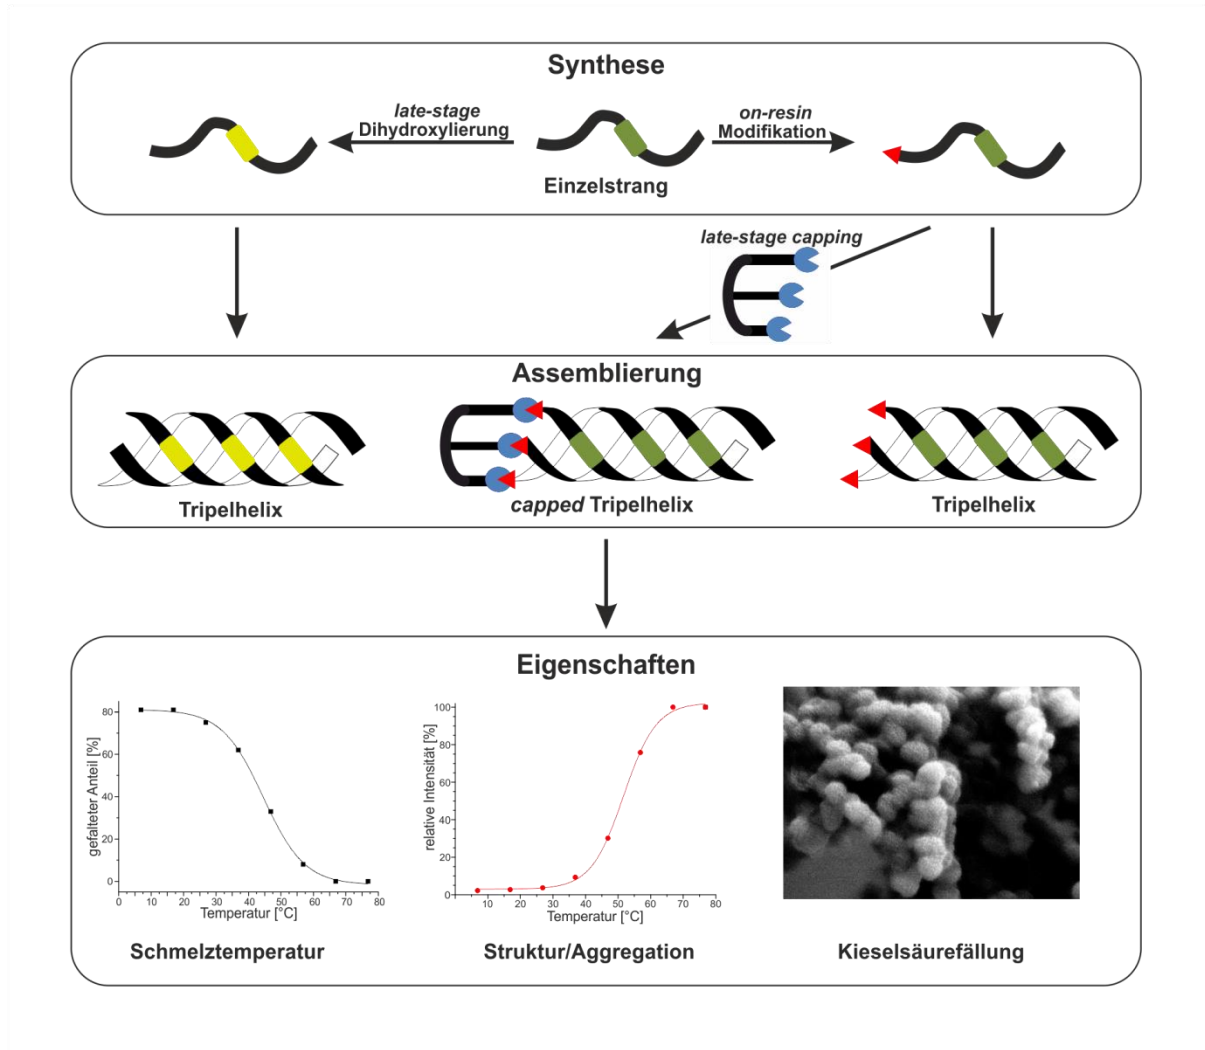 Synthese
late-stage
Dihydroxylierung
on-resin
Modifikation
Einzelstrang
late-stage capping
Assemblierung
Tripelhelix
capped Tripelhelix
Tripelhelix
Eigenschaften
gefalteter Anteil [%]
80
60
40
20
0
0 10 20 30 40 50 60 70 80
Temperatur [°C]
relative Intensität [%]
100
80
60
40
20
0
10 20 30 40 50 60 70 80
Temperatur [°C]
Schmelztemperatur
Struktur/Aggregation
Kieselsäurefällung